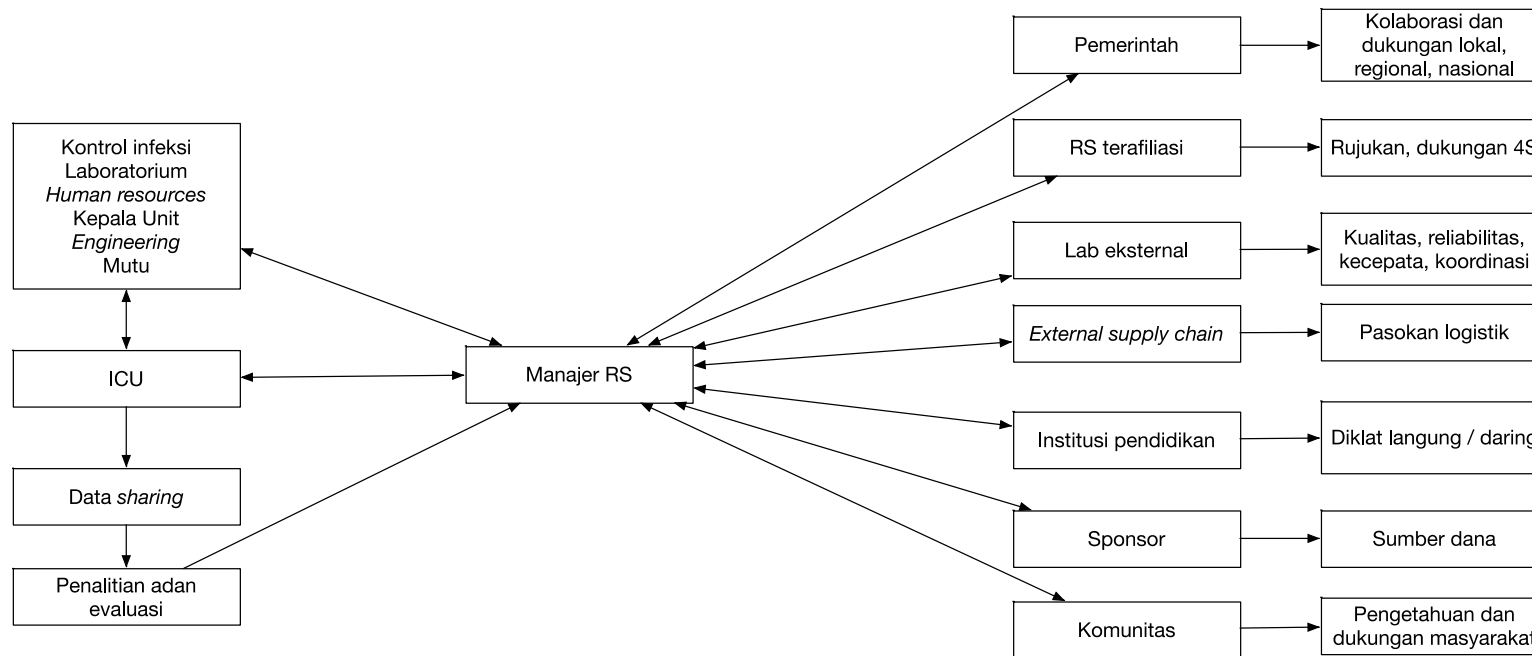 Kontrol infeksi
Laboratorium
Human resources
Kepala Unit
Engineering
Mutu
ICU
Data sharing
Penalitian adan
evaluasi
Manajer RS
Pemerintah
Kolaborasi dan
dukungan lokal,
regional, nasional
RS terafiliasi
Rujukan, dukungan 4S
Lab eksternal
Kualitas, reliabilitas,
kecepata, koordinasi
External supply chain
Pasokan logistik
Institusi pendidikan
Diklat langung / daring
Sponsor
Sumber dana
Komunitas
Pengetahuan dan
dukungan masyarakat